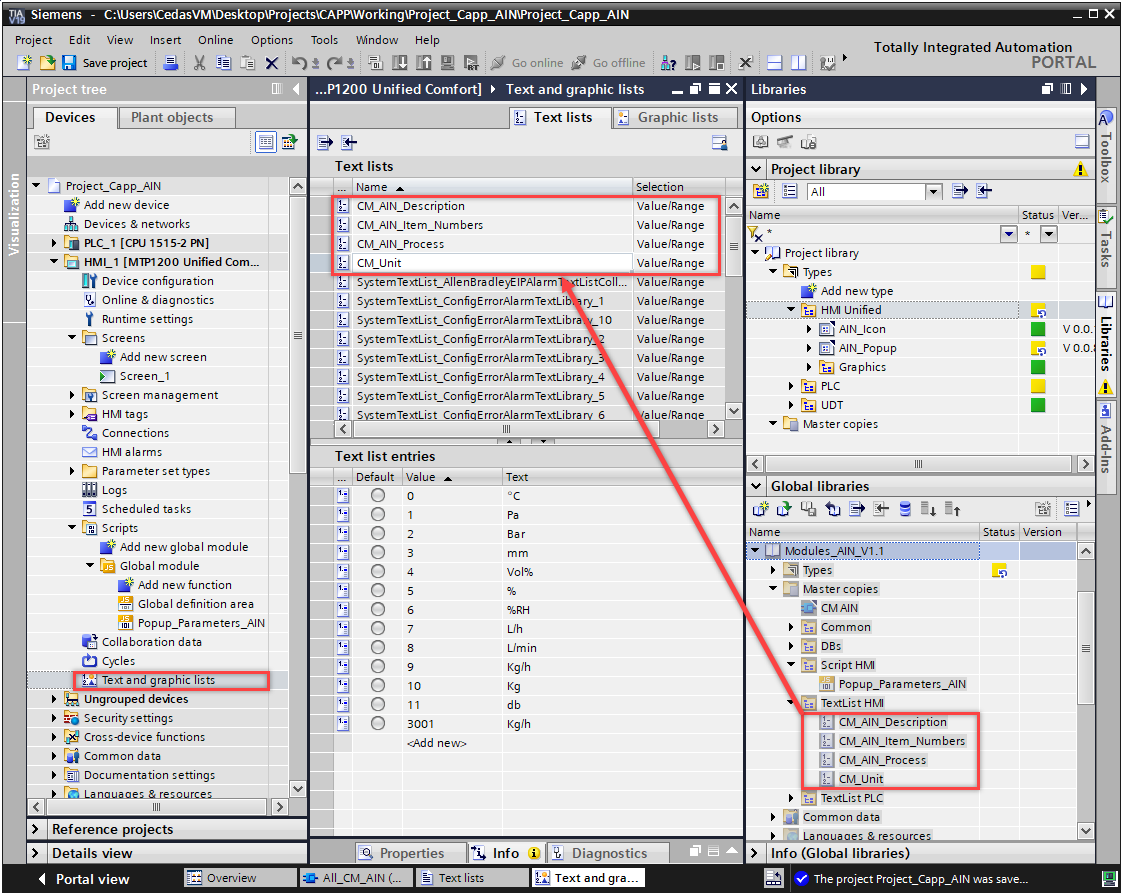 Siemens - C:\Users\CedasVM\Desktop\Projects\CAPP\Working\Project_Capp_AIN\Project_Capp_AIN
Project Edit View Insert Online Options Tools Window Help
Save project
Go online
Go offline
Totally Integrated Automation
PORTAL
Visualization
Project tree
Devices
Plant objects
Project_Capp_AIN
Add new device
Devices & networks
PLC_1 [CPU 1515-2 PN]
HMI_1 [MTP1200 Unified Com...
Device configuration
Online & diagnostics
Runtime settings
Screens
Add new screen
Screen_1
Screen management
HMI tags
Connections
HMI alarms
Parameter set types
Logs
Scheduled tasks
Scripts
Add new global module
Global module
Add new function
Global definition area
Popup_Parameters_AIN
Collaboration data
Cycles
Text and graphic lists
Ungrouped devices
Security settings
Cross-device functions
Common data
Documentation settings
Languages & resources
Reference projects
Details view
...P1200 Unified Comfort] Text and graphic lists
Text lists
Graphic lists
Text lists
... Name Selection
CM_AIN_Description Value/Range
CM_AIN_Item_Numbers Value/Range
CM_AIN_Process Value/Range
CM_Unit Value/Range
SystemTextList_AllenBradleyEIPAlarmTextListColl... Value/Range
SystemTextList_ConfigErrorAlarmTextLibrary_1 Value/Range
SystemTextList_ConfigErrorAlarmTextLibrary_10 Value/Range
SystemTextList_ConfigErrorAlarmTextLibrary_2 Value/Range
SystemTextList_ConfigErrorAlarmTextLibrary_3 Value/Range
SystemTextList_ConfigErrorAlarmTextLibrary_4 Value/Range
SystemTextList_ConfigErrorAlarmTextLibrary_5 Value/Range
SystemTextList_ConfigErrorAlarmTextLibrary_6 Value/Range
Text list entries
... Default Value Text
0 °C
1 Pa
2 Bar
3 mm
4 Vol%
5 %
6 %RH
7 L/h
8 L/min
9 Kg/h
10 Kg
11 db
3001 Kg/h
<Add new>
Properties
Info
Diagnostics
Libraries
Options
Project library
All
Name Status Ver...
* *
Project library
Types
Add new type
HMI Unified
AIN_Icon V 0.0.
AIN_Popup V 0.0.
Graphics
PLC
UDT
Master copies
Global libraries
Name Status Version
Modules_AIN_V1.1
Types
Master copies
CM AIN
Common
DBs
Script HMI
Popup_Parameters_AIN
TextList HMI
CM_AIN_Description
CM_AIN_Item_Numbers
CM_AIN_Process
CM_Unit
TextList PLC
Common data
Languages & resources
Info (Global libraries)
Toolbox
Tasks
Libraries
Add-Ins
Portal view
Overview
All_CM_AIN (...
Text lists
Text and gra...
The project Project_Capp_AIN was save...